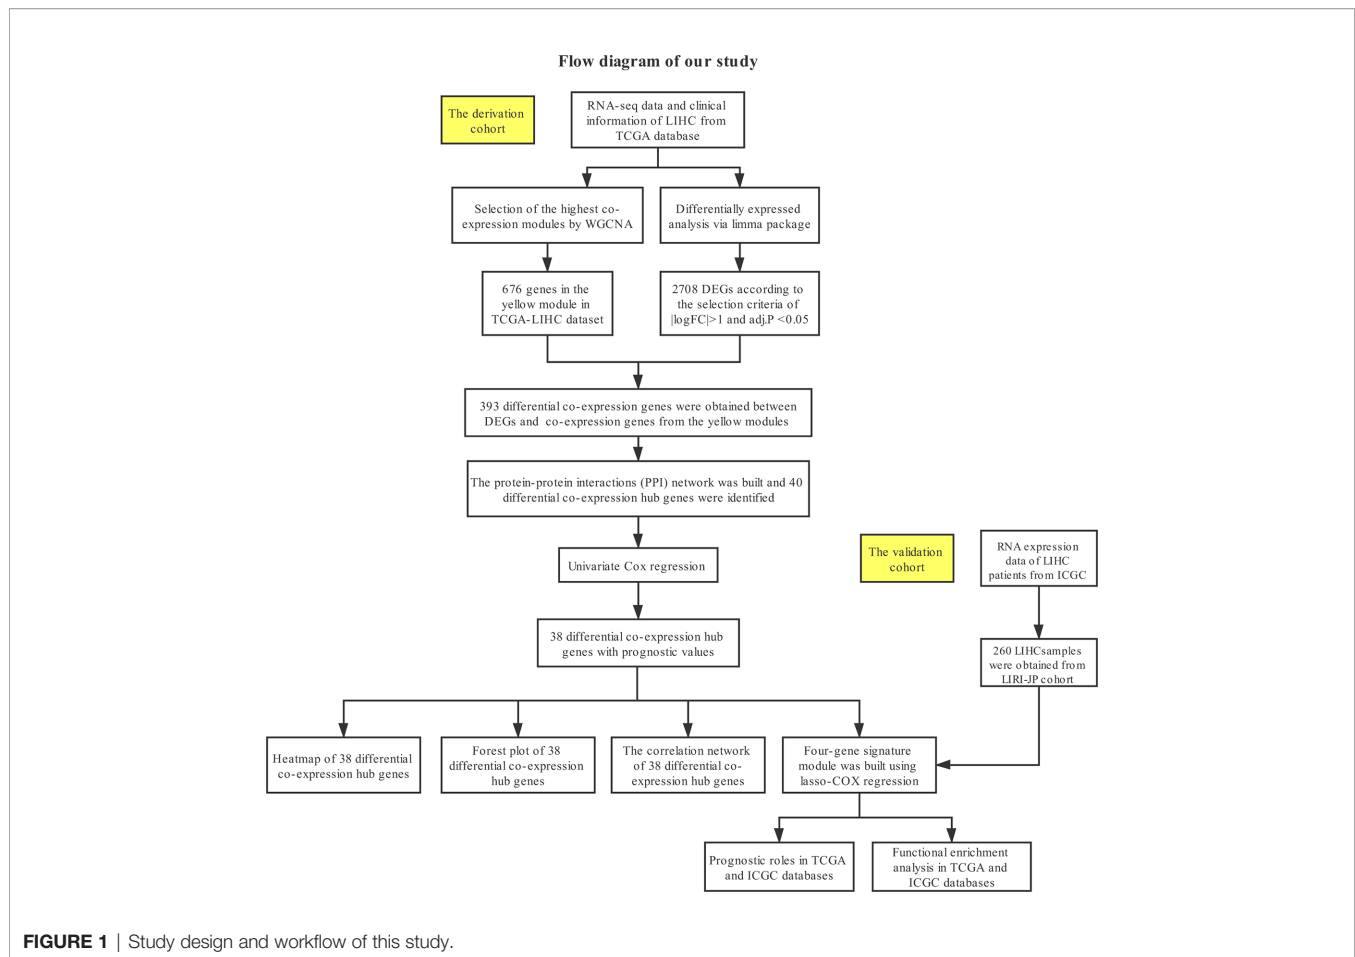 Flow diagram of our study
The derivation
cohort
RNA-seq data and clinical
information of LIHC from
TCGA database
Selection of the highest co-
expression modules by WGCNA
Differentially expressed
analysis via limma package
676 genes in the
yellow module in
TCGA-LIHC dataset
2708 DEGs according to
the selection criteria of
|logFC|>1 and adj.P <0.05
393 differential co-expression genes were obtained between
DEGs and co-expression genes from the yellow modules
The protein-protein interactions (PPI) network was built and 40
differential co-expression hub genes were identified
Univariate Cox regression
The validation
cohort
RNA expression
data of LIHC
patients from ICGC
38 differential co-expression hub
genes with prognostic values
260 LIHCsamples
were obtained from
LIRI-JP cohort
Heatmap of 38 differential
co-expression hub genes
Forest plot of 38
differential co-expression
hub genes
The correlation network
of 38 differential co-
expression hub genes
Four-gene signature
module was built using
lasso-COX regression
Prognostic roles in TCGA
and ICGC databases
Functional enrichment
analysis in TCGA and
ICGC databases
FIGURE 1 | Study design and workflow of this study.